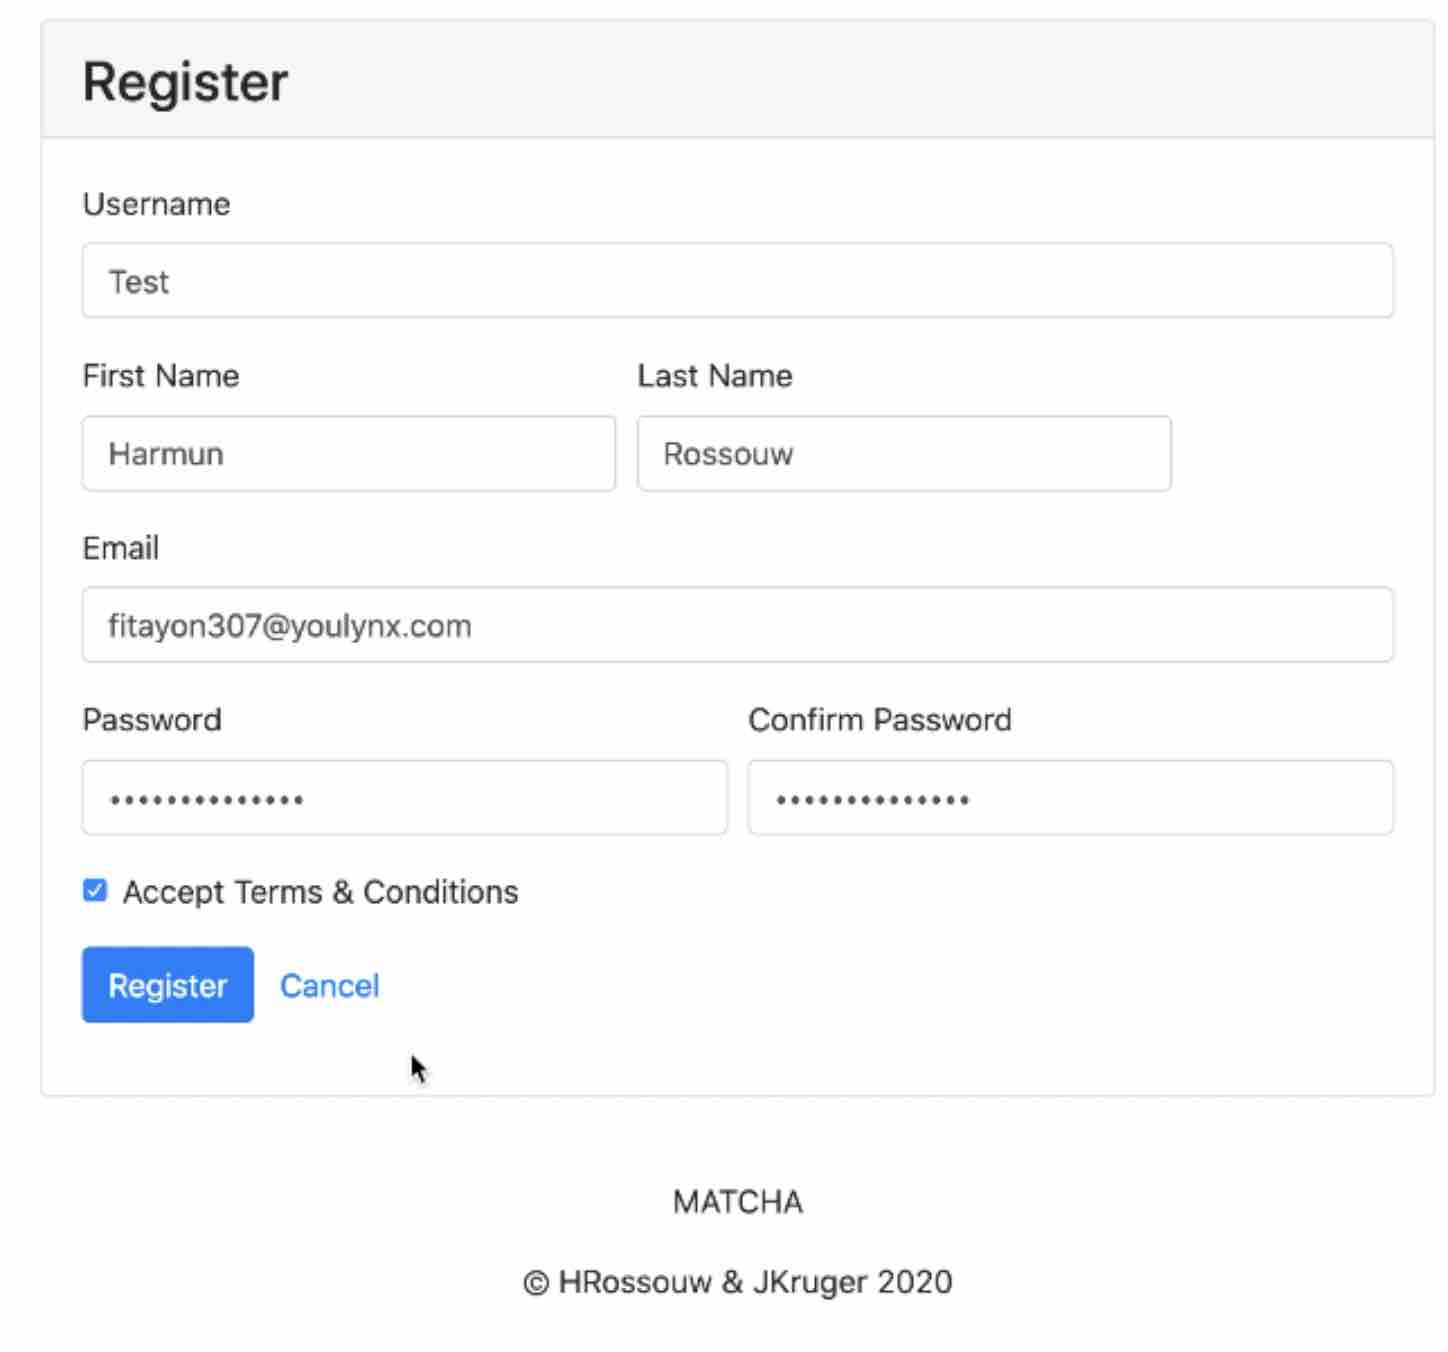 Register
Username
Test
First Name Last Name
Harmun Rossouw
Email
fitayon307@youlynx.com
Password Confirm Password
•••••••••••••• ••••••••••••••
Accept Terms & Conditions
Register Cancel
MATCHA
© HRossouw & JKruger 2020